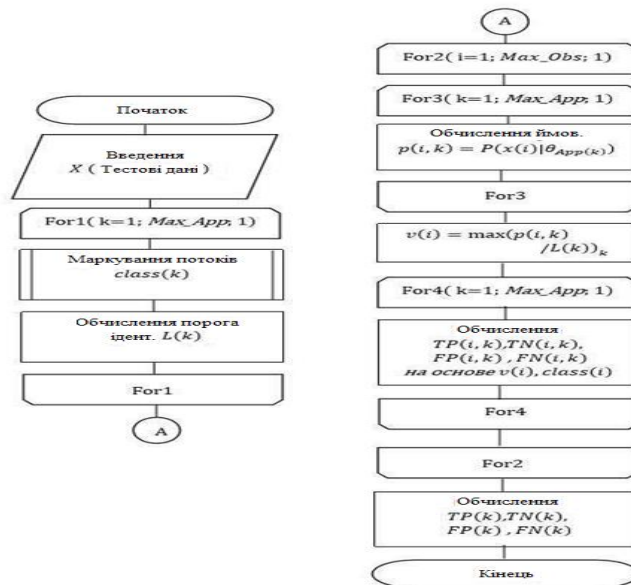 Початок
Введення
X ( Тестові дані )
For1( k=1; Max_App; 1)
Маркування потоків
class(k)
Обчислення порога
ідент. L(k)
For1
A
A
For2( i=1; Max_Obs; 1)
For3( k=1; Max_App; 1)
Обчислення ймов.
p(i, k) = P(x(i)|θ_App(k))
For3
v(i) = max(p(i, k)
/L(k))_k
For4( k=1; Max_App; 1)
Обчислення
TP(i, k),TN(i, k),
FP(i, k) , FN(i, k)
на основе v(i), class(i)
For4
For2
Обчислення
TP(k),TN(k),
FP(k) , FN(k)
Кінець